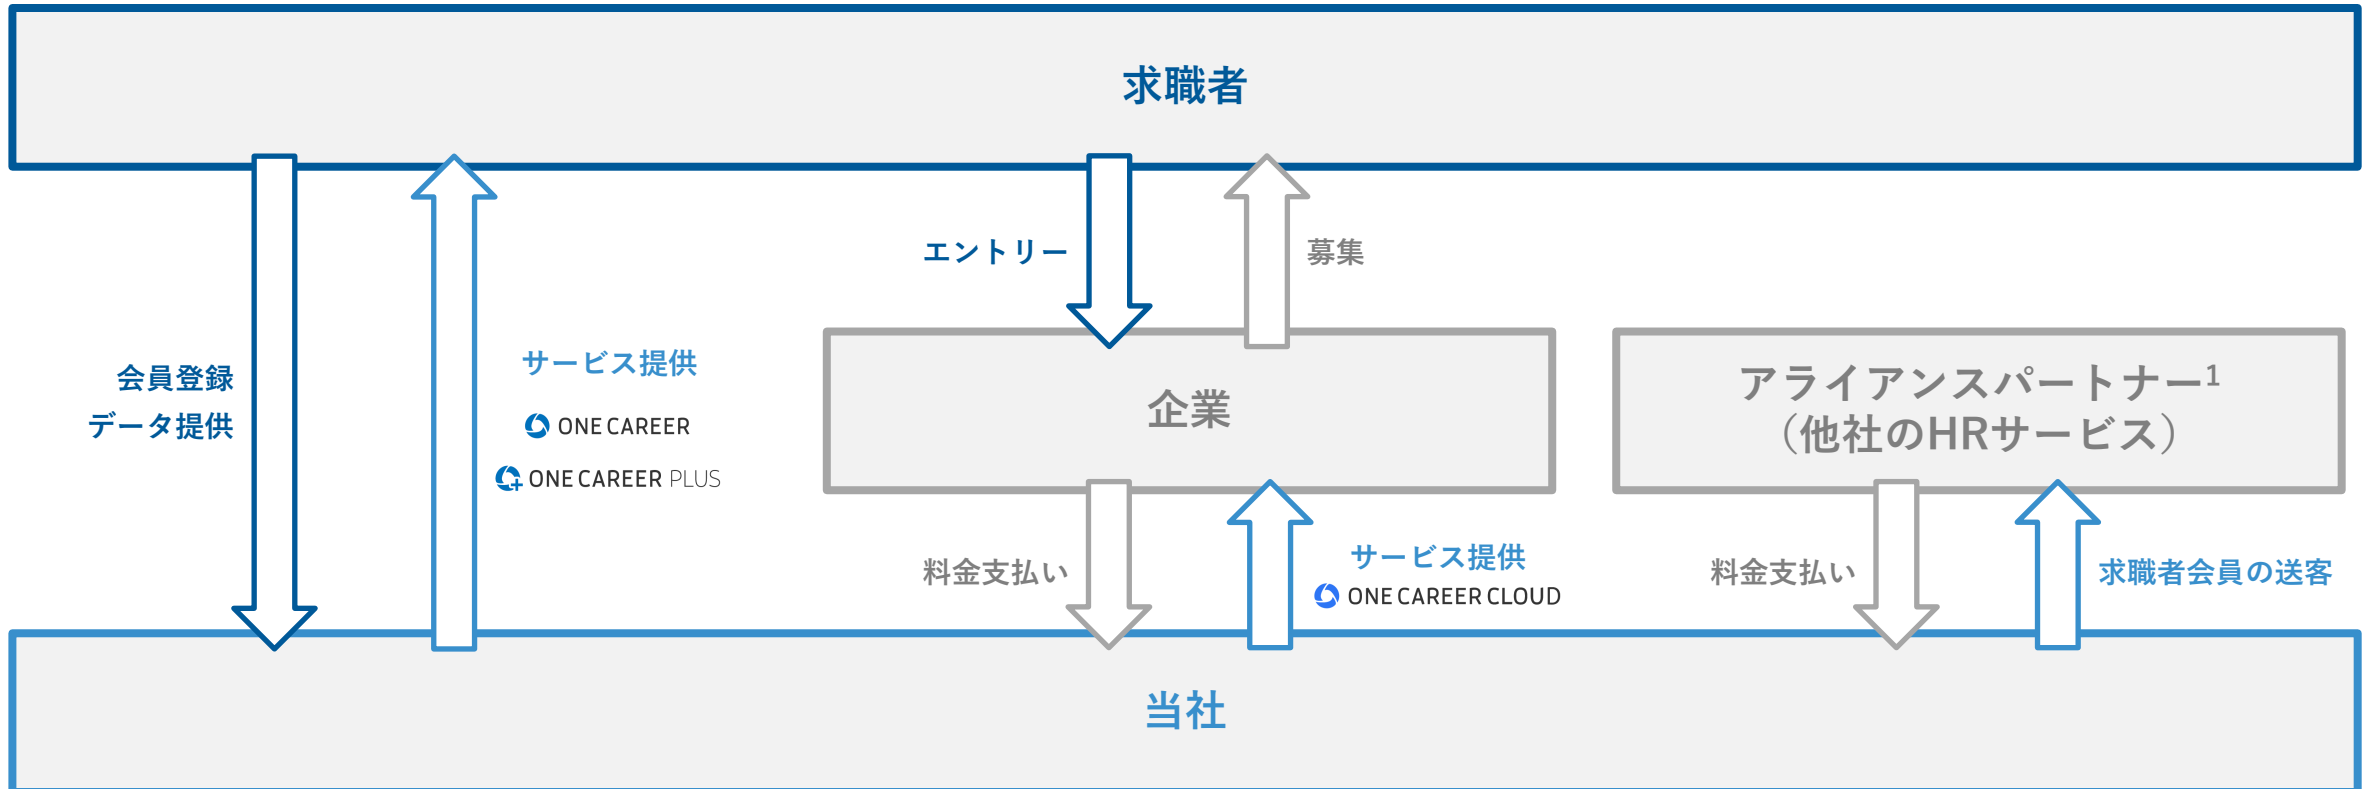 求職者
エントリー
募集
会員登録
データ提供
サービス提供
ONE CAREER
ONE CAREER PLUS
企業
アライアンスパートナー1
（他社のHRサービス）
料金支払い
サービス提供
ONE CAREER CLOUD
料金支払い
求職者会員の送客
当社